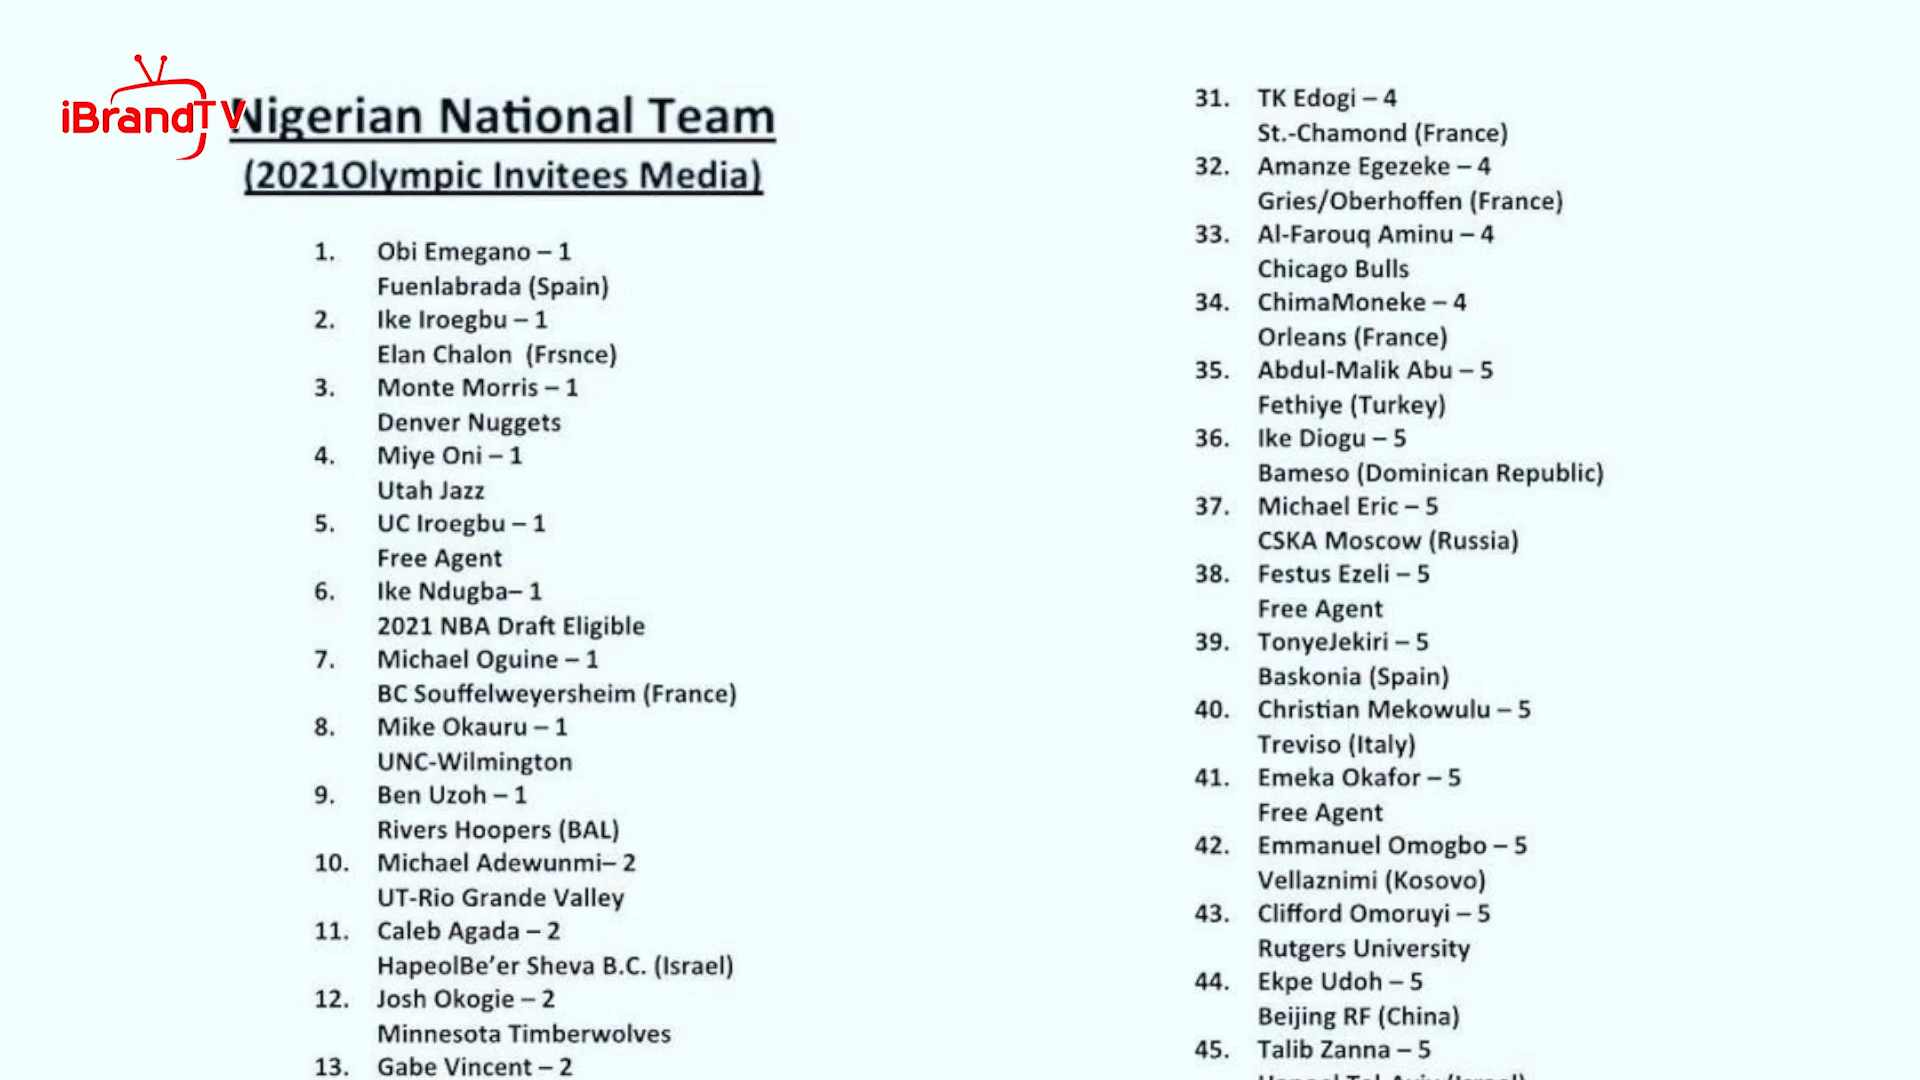 iBrandTV
Nigerian National Team
(2021Olympic Invitees Media)
1. Obi Emegano – 1
Fuenlabrada (Spain)
2. Ike Iroegbu – 1
Elan Chalon (Frsnce)
3. Monte Morris – 1
Denver Nuggets
4. Miye Oni – 1
Utah Jazz
5. UC Iroegbu – 1
Free Agent
6. Ike Ndugba– 1
2021 NBA Draft Eligible
7. Michael Oguine – 1
BC Souffelweyersheim (France)
8. Mike Okauru – 1
UNC-Wilmington
9. Ben Uzoh – 1
Rivers Hoopers (BAL)
10. Michael Adewunmi– 2
UT-Rio Grande Valley
11. Caleb Agada – 2
HapeolBe’er Sheva B.C. (Israel)
12. Josh Okogie – 2
Minnesota Timberwolves
13. Gabe Vincent – 2
31. TK Edogi – 4
St.-Chamond (France)
32. Amanze Egezeke – 4
Gries/Oberhoffen (France)
33. Al-Farouq Aminu – 4
Chicago Bulls
34. ChimaMoneke – 4
Orleans (France)
35. Abdul-Malik Abu – 5
Fethiye (Turkey)
36. Ike Diogu – 5
Bameso (Dominican Republic)
37. Michael Eric – 5
CSKA Moscow (Russia)
38. Festus Ezeli – 5
Free Agent
39. TonyeJekiri – 5
Baskonia (Spain)
40. Christian Mekowulu – 5
Treviso (Italy)
41. Emeka Okafor – 5
Free Agent
42. Emmanuel Omogbo – 5
Vellaznimi (Kosovo)
43. Clifford Omoruyi – 5
Rutgers University
44. Ekpe Udoh – 5
Beijing RF (China)
45. Talib Zanna – 5